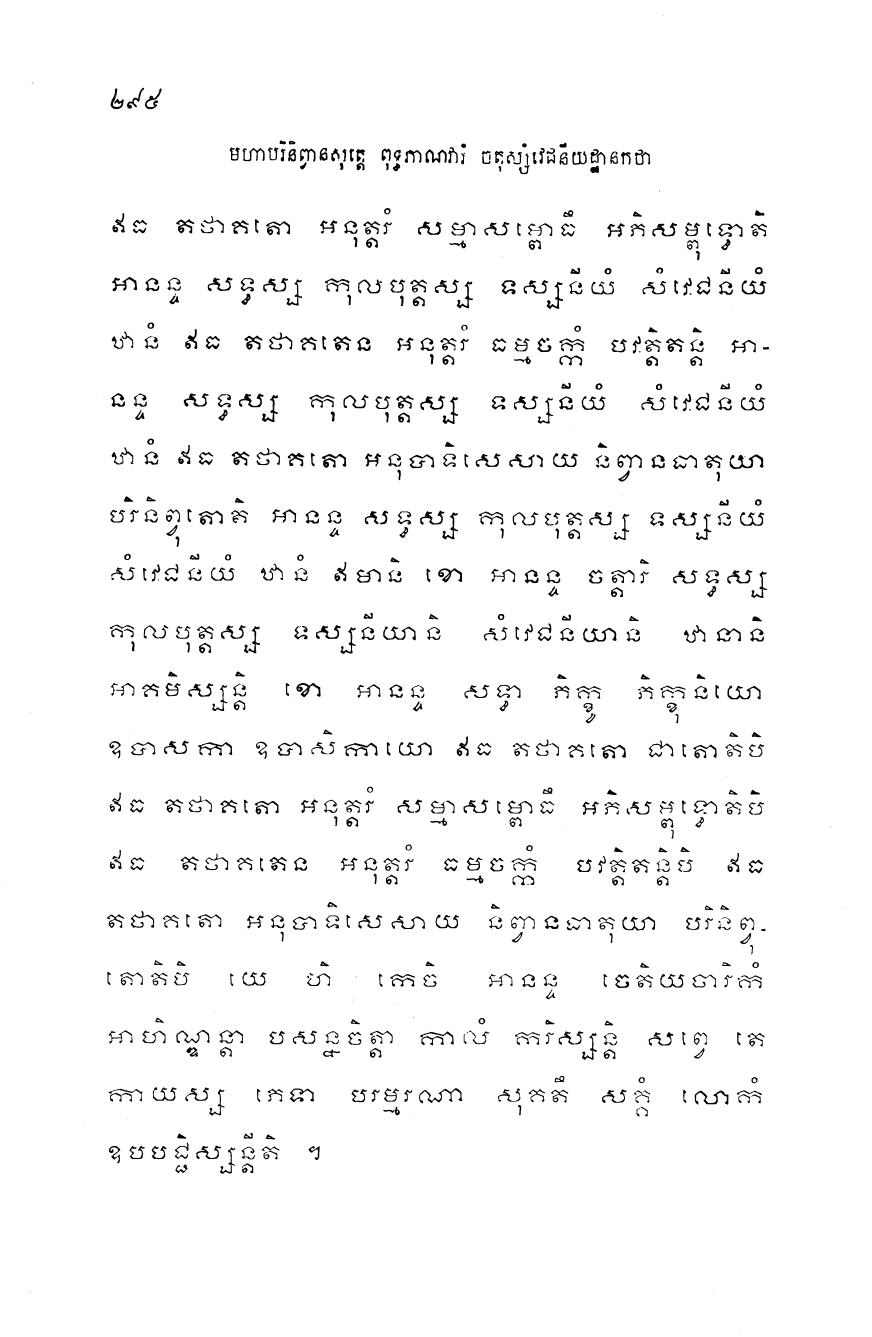 ២៩៥
មហាបរិនិព្វានសុត្តេ ពុទ្ធភាណវារំ ចតុស្សំវេជនីយដ្ឋានកថា
ឥធ តថាគតោ អនុត្តរំ សម្មាសម្ពោធឹ អភិសម្ពុទ្ធោតិ
អានន្ទ សទ្ធស្ស កុលបុត្តស្ស ទស្សនីយំ សំវេជនីយំ
ឋានំ ឥធ តថាគតេន អនុត្តរំ ធម្មចក្កំ បវត្តិតន្តិ អា-
នន្ទ សទ្ធស្ស កុលបុត្តស្ស ទស្សនីយំ សំវេជនីយំ
ឋានំ ឥធ តថាគតោ អនុបាទិសេសាយ និព្វានធាតុយា
បរិនិព្វុតោតិ អានន្ទ សទ្ធស្ស កុលបុត្តស្ស ទស្សនីយំ
សំវេជនីយំ ឋានំ ឥមានិ ខោ អានន្ទ ចត្តារិ សទ្ធស្ស
កុលបុត្តស្ស ទស្សនីយានិ សំវេជនីយានិ ឋានានិ
អាគមិស្សន្តិ ខោ អានន្ទ សទ្ធា ភិក្ខូ ភិក្ខុនិយោ
ឧបាសកា ឧបាសិកាយោ ឥធ តថាគតោ ជាតោតិបិ
ឥធ តថាគតោ អនុត្តរំ សម្មាសម្ពោធឹ អភិសម្ពុទ្ធោតិបិ
ឥធ តថាគតេន អនុត្តរំ ធម្មចក្កំ បវត្តិតន្តិបិ ឥធ
តថាគតោ អនុបាទិសេសាយ និព្វានធាតុយា បរិនិព្វុ-
តោតិបិ យេ ហិ កេចិ អានន្ទ ចេតិយចារិកំ
អាហិណ្ឌន្តា បសន្នចិត្តា កាលំ ករិស្សន្តិ សព្វេ តេ
កាយស្ស ភេទា បរម្មរណា សុគតឹ សគ្គំ លោកំ
ឧបបជ្ជិស្សន្តីតិ ។